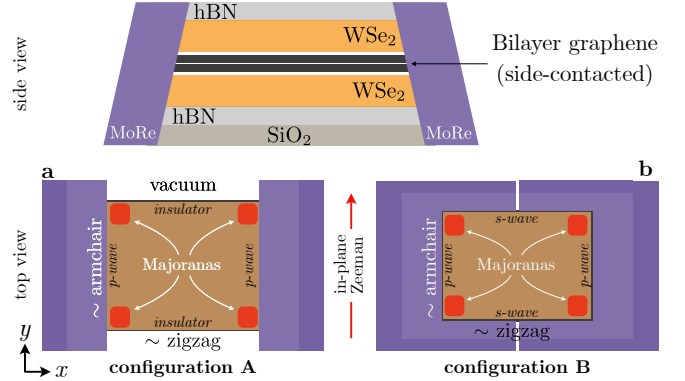 side view
hBN
WSe₂
Bilayer graphene
(side-contacted)
WSe₂
hBN
MoRe
SiO₂
MoRe
a
b
top view
vacuum
insulator
~ armchair
p-wave
Majoranas
p-wave
insulator
~ zigzag
configuration A
in-plane
Zeeman
s-wave
~ armchair
p-wave
Majoranas
p-wave
s-wave
~ zigzag
configuration B
y
x